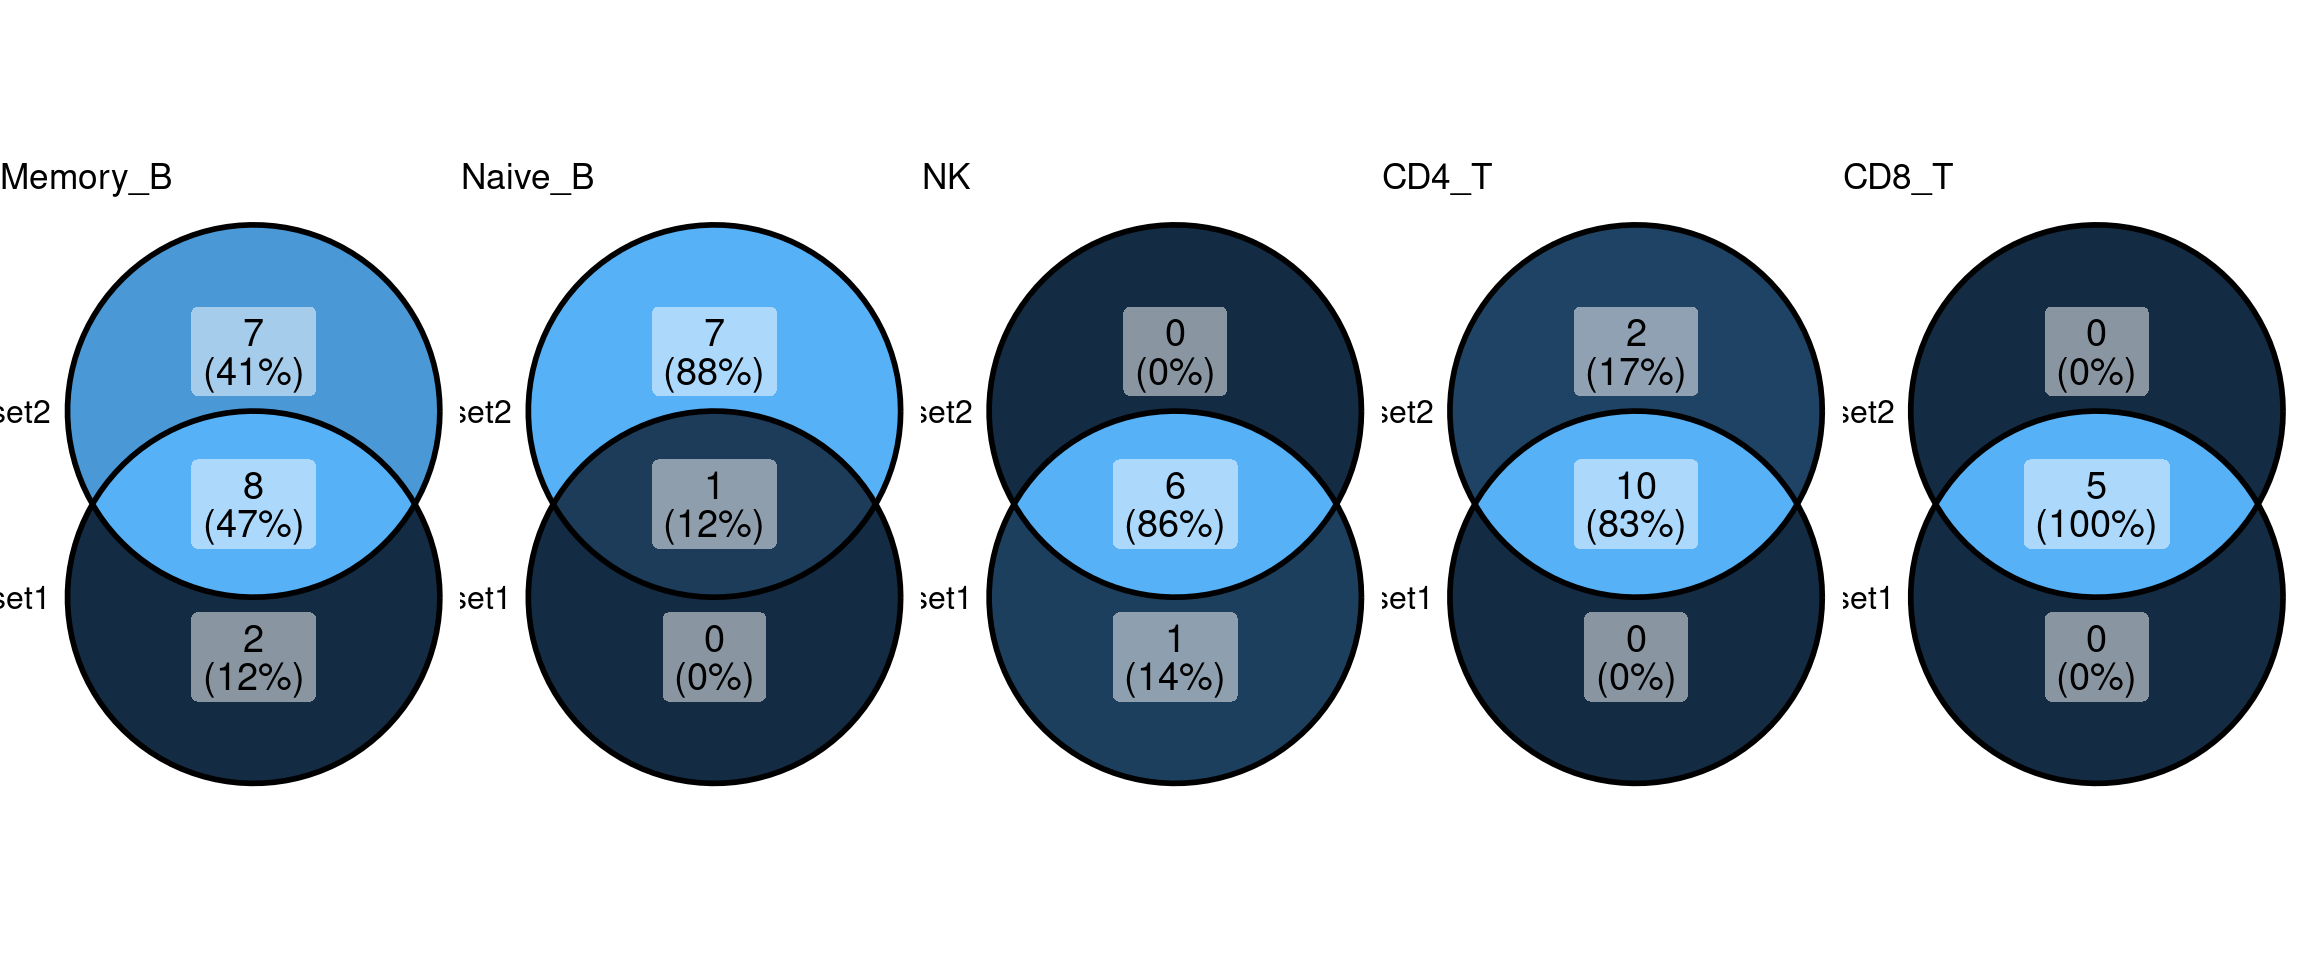 Memory_B
7
(41%)
set2
8
(47%)
set1
2
(12%)
Naive_B
7
(88%)
set2
1
(12%)
set1
0
(0%)
NK
0
(0%)
set2
6
(86%)
set1
1
(14%)
CD4_T
2
(17%)
set2
10
(83%)
set1
0
(0%)
CD8_T
0
(0%)
set2
5
(100%)
set1
0
(0%)